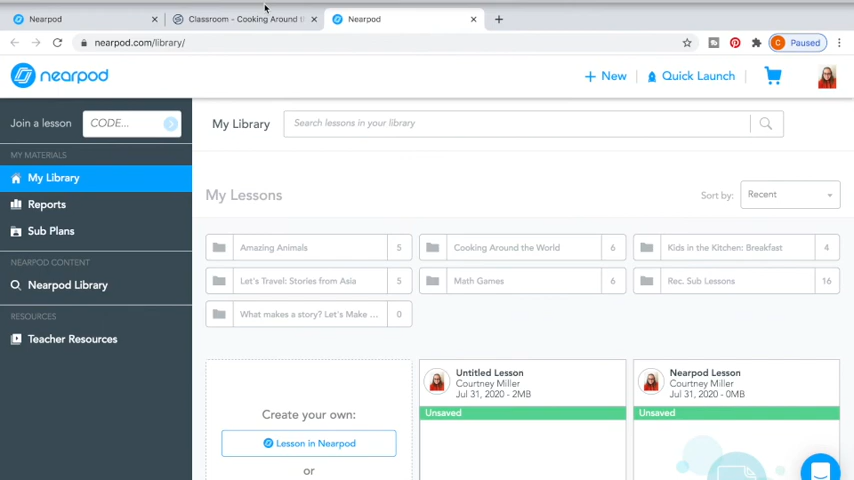 Nearpod
Classroom - Cooking Around th
Nearpod
nearpod.com/library/
Paused
nearpod
+ New
Quick Launch
Join a lesson
CODE...
My Library
Search lessons in your library
MY MATERIALS
My Library
Reports
Sub Plans
NEARPOD CONTENT
Nearpod Library
RESOURCES
Teacher Resources
My Lessons
Sort by:
Recent
Amazing Animals 5
Cooking Around the World 6
Kids in the Kitchen: Breakfast 4
Let's Travel: Stories from Asia 5
Math Games 6
Rec. Sub Lessons 16
What makes a story? Let's Make ... 0
Create your own:
Lesson in Nearpod
or
Untitled Lesson
Courtney Miller
Jul 31, 2020 - 2MB
Unsaved
Nearpod Lesson
Courtney Miller
Jul 31, 2020 - 0MB
Unsaved